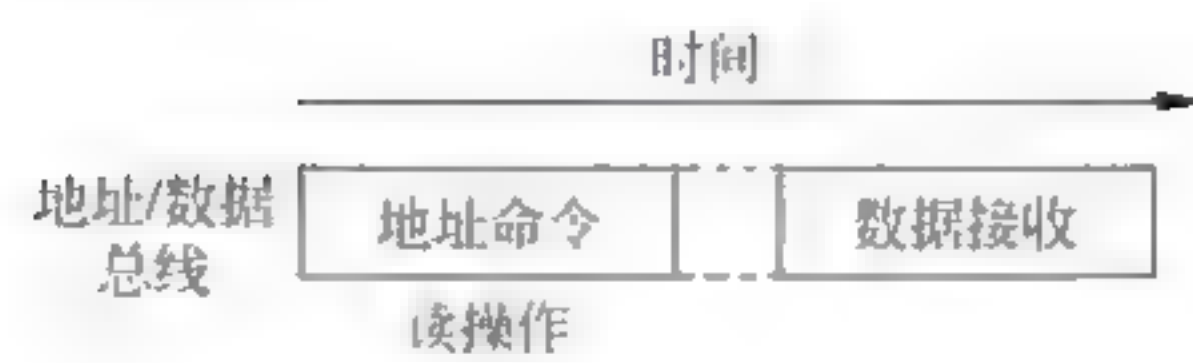 时间
地址/数据
总线
地址命令
数据接收
读操作